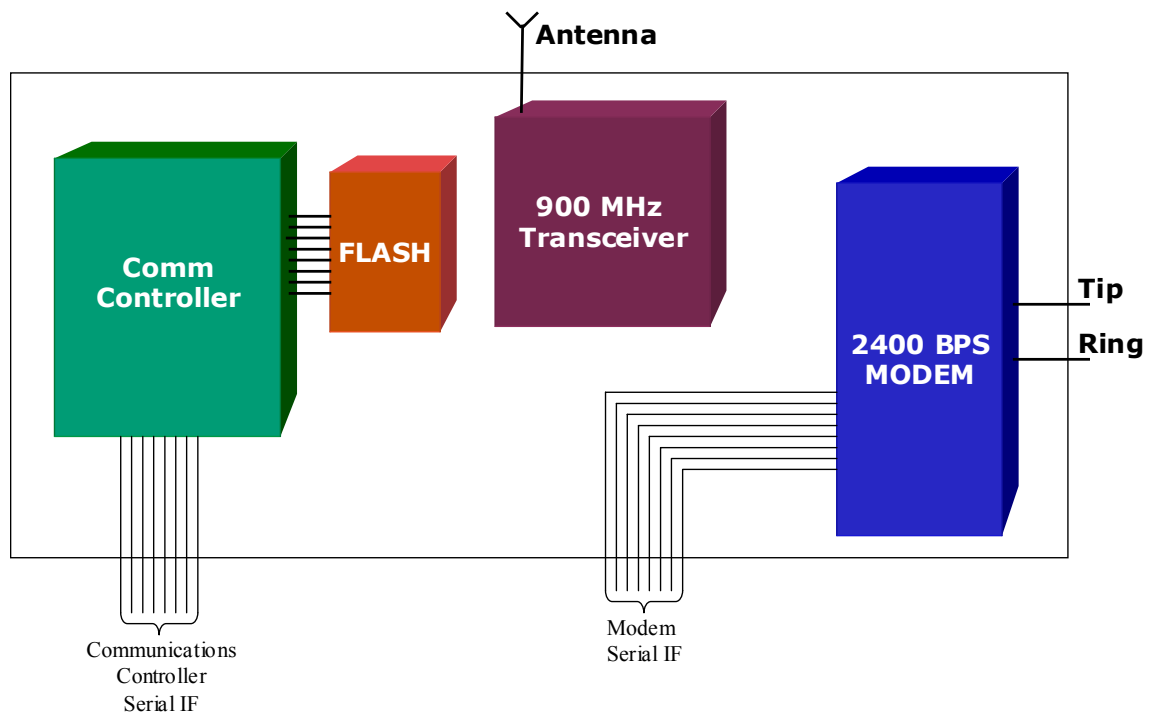 Antenna
Comm
Controller
FLASH
900 MHz
Transceiver
2400 BPS
MODEM
Tip
Ring
Communications
Controller
Serial IF
Modem
Serial IF